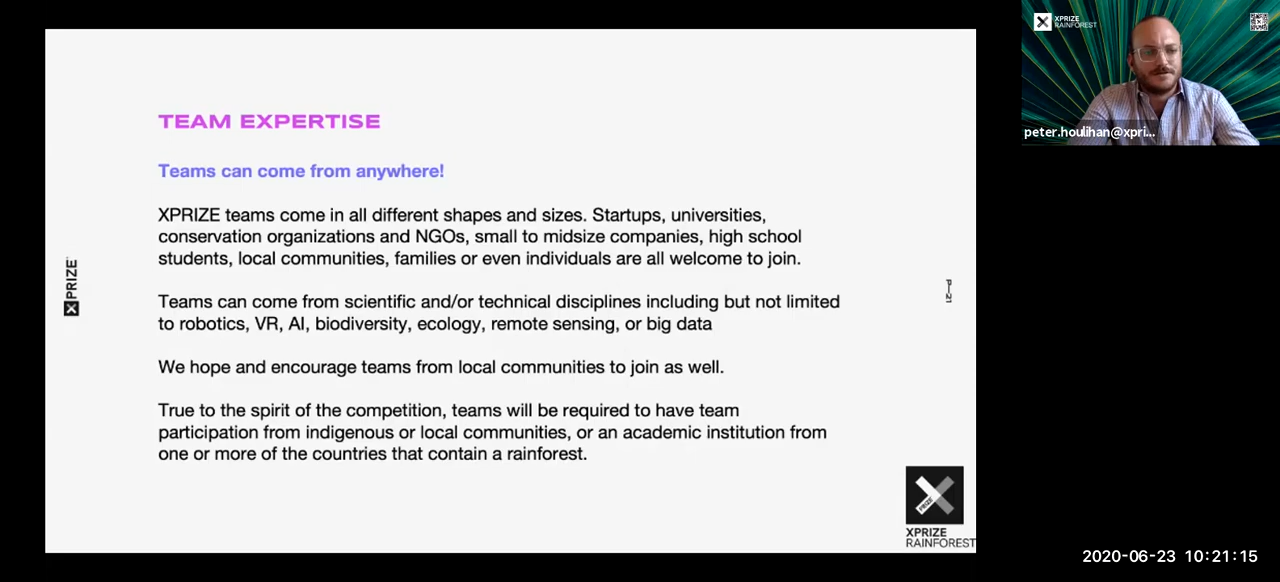 TEAM EXPERTISE
Teams can come from anywhere!
XPRIZE teams come in all different shapes and sizes. Startups, universities,
conservation organizations and NGOs, small to midsize companies, high school
students, local communities, families or even individuals are all welcome to join.
Teams can come from scientific and/or technical disciplines including but not limited
to robotics, VR, AI, biodiversity, ecology, remote sensing, or big data
We hope and encourage teams from local communities to join as well.
True to the spirit of the competition, teams will be required to have team
participation from indigenous or local communities, or an academic institution from
one or more of the countries that contain a rainforest.
XPRIZE
P—21
PRIZE
XPRIZE
RAINFOREST
XPRIZE
RAINFOREST
peter.houlihan@xpri...
2020-06-23 10:21:15